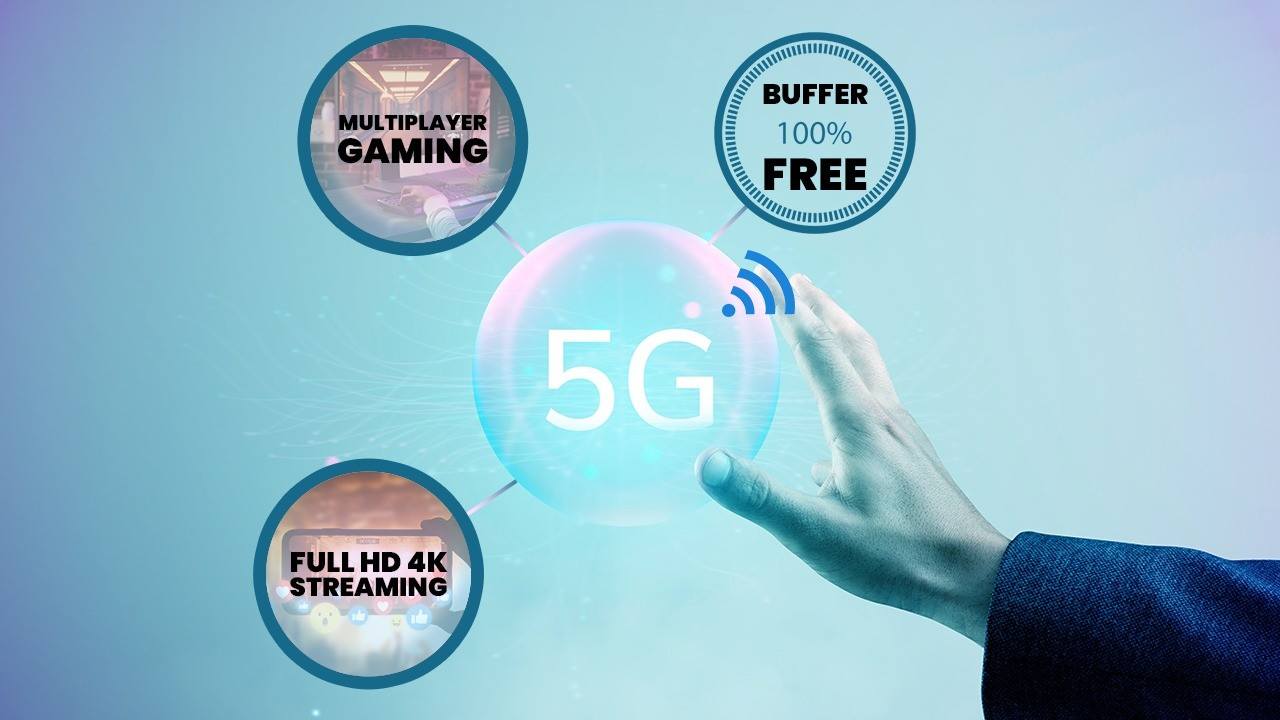 MULTIPLAYER
GAMING
BUFFER
100%
FREE
5G
FULL HD 4K
STREAMING